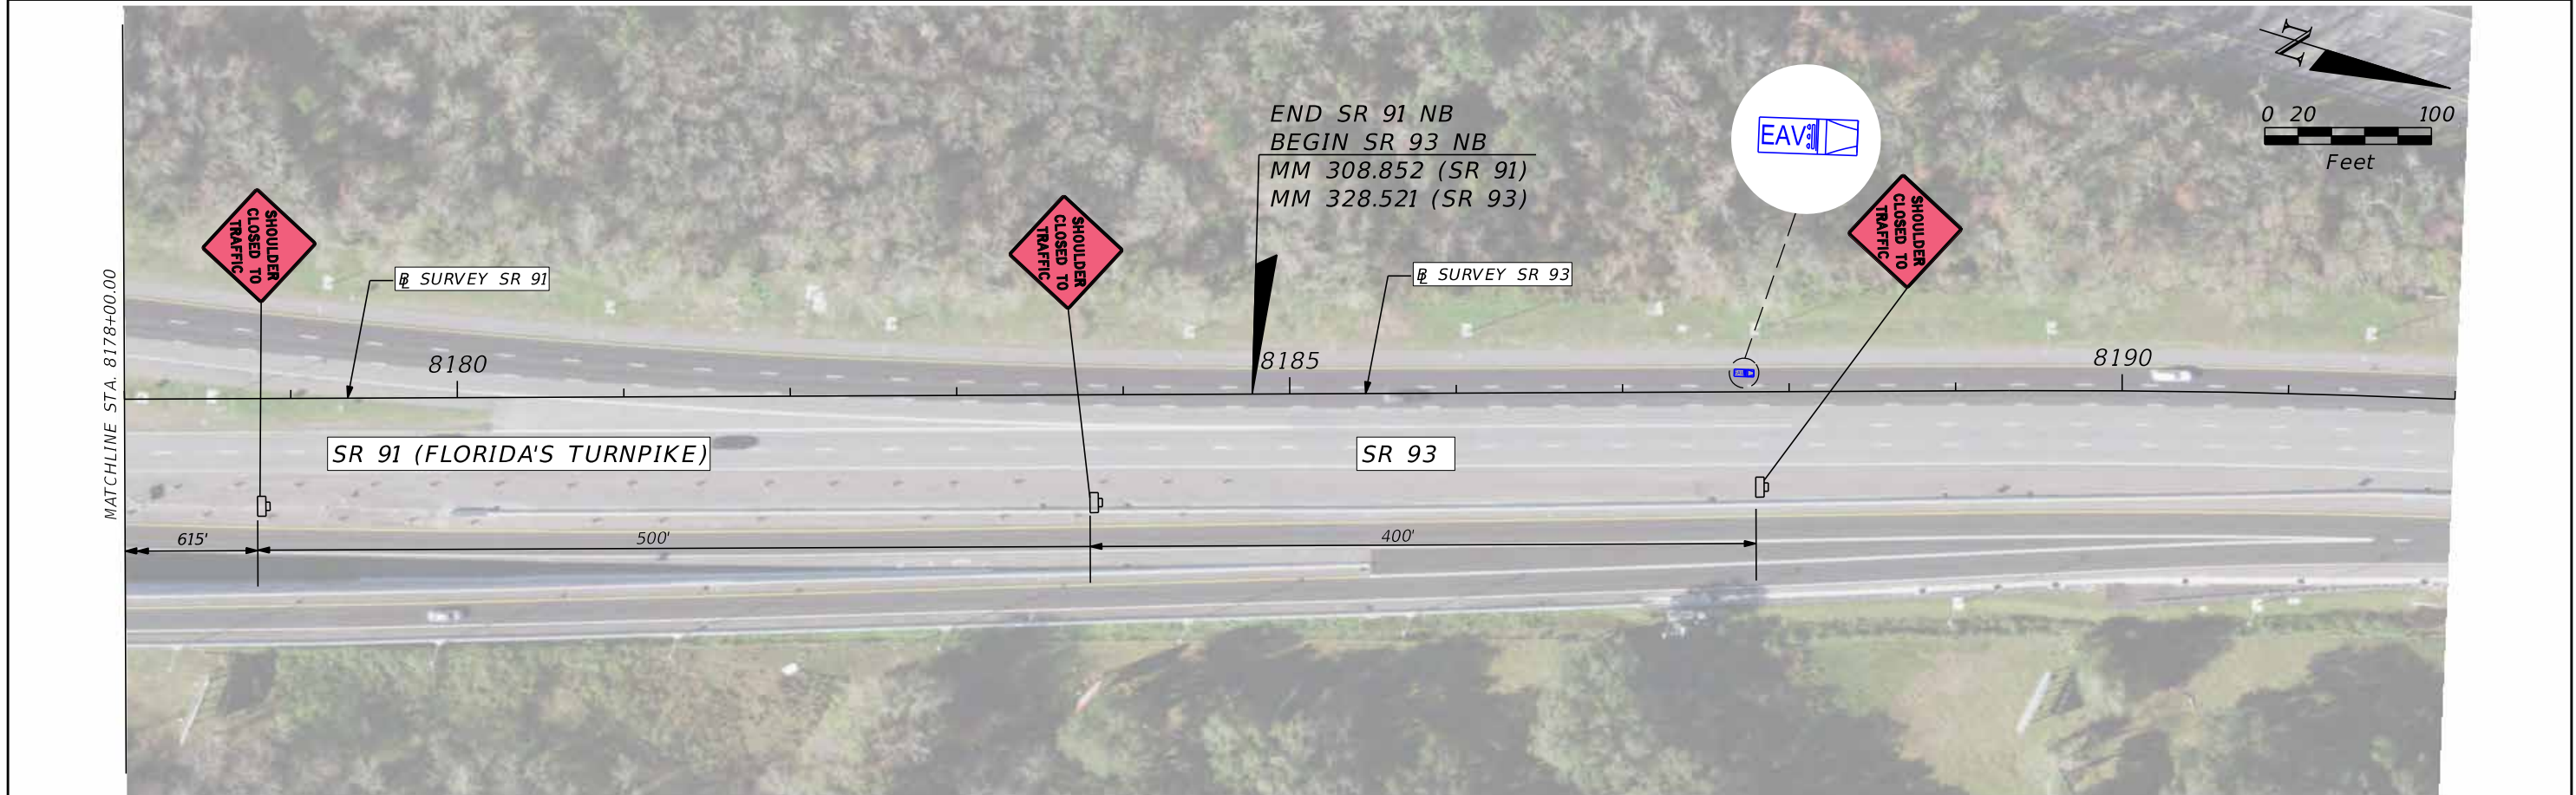 END SR 91 NB
BEGIN SR 93 NB
MM 308.852 (SR 91)
MM 328.521 (SR 93)
EAV
N
0 20 100
Feet
SHOULDER
CLOSED TO
TRAFFIC
SHOULDER
CLOSED TO
TRAFFIC
SHOULDER
CLOSED TO
TRAFFIC
BL SURVEY SR 91
BL SURVEY SR 93
MATCHLINE STA. 8178+00.00
8180
8185
8190
SR 91 (FLORIDA'S TURNPIKE)
SR 93
615'
500'
400'